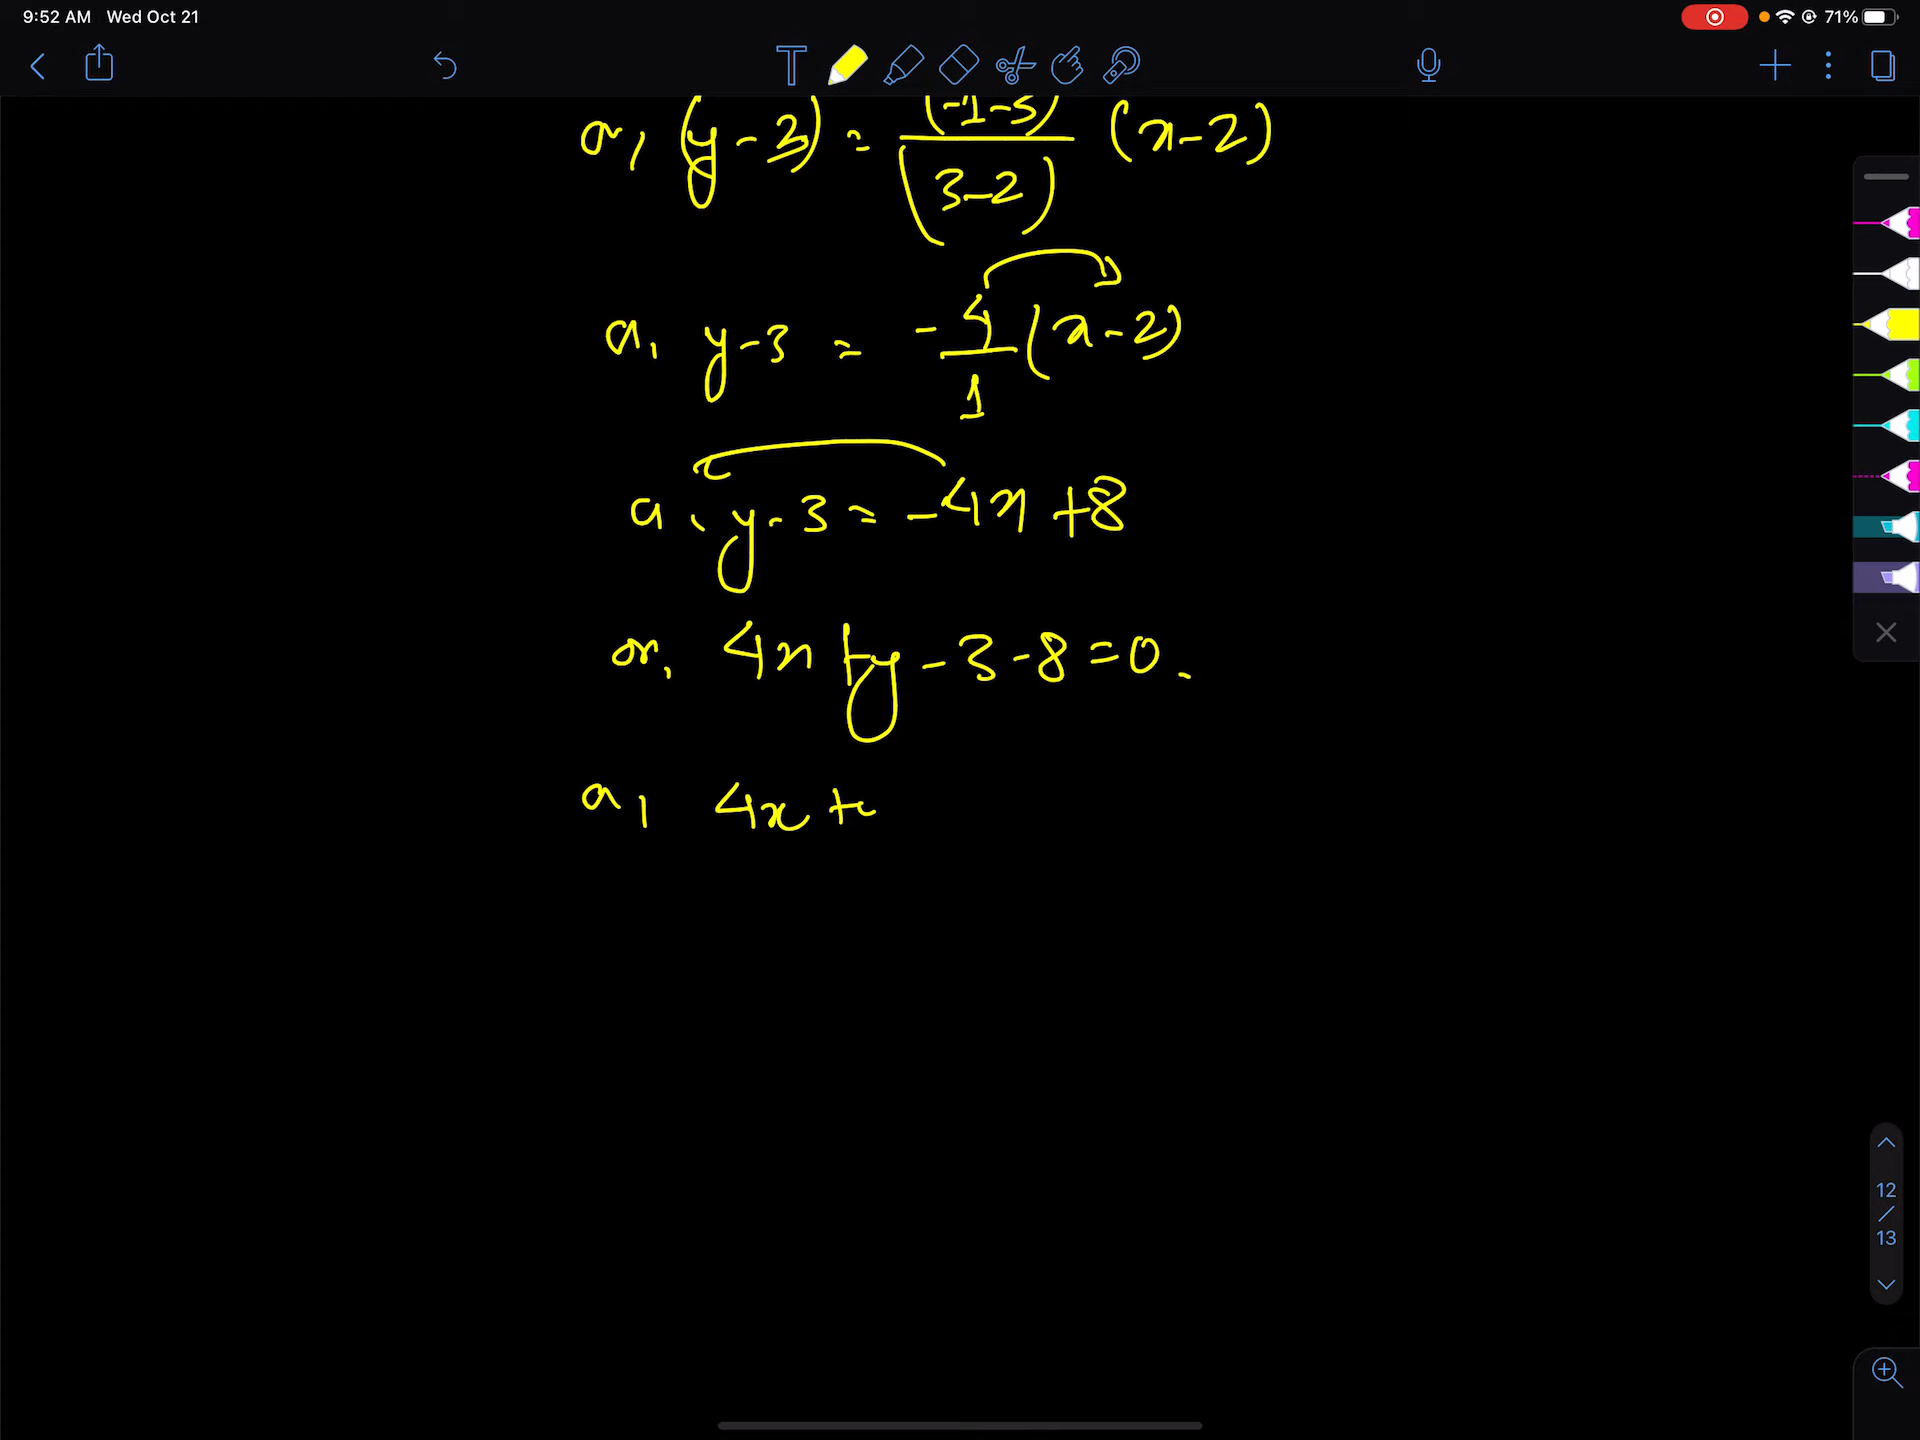 9:52 AM Wed Oct 21
71%
or, (y-3) = (-1-3)/(3-2) (x-2)
or, y-3 = -4/1 (x-2)
or, y-3 = -4x +8
or, 4x +y -3-8=0.
or, 4x +
12
/
13